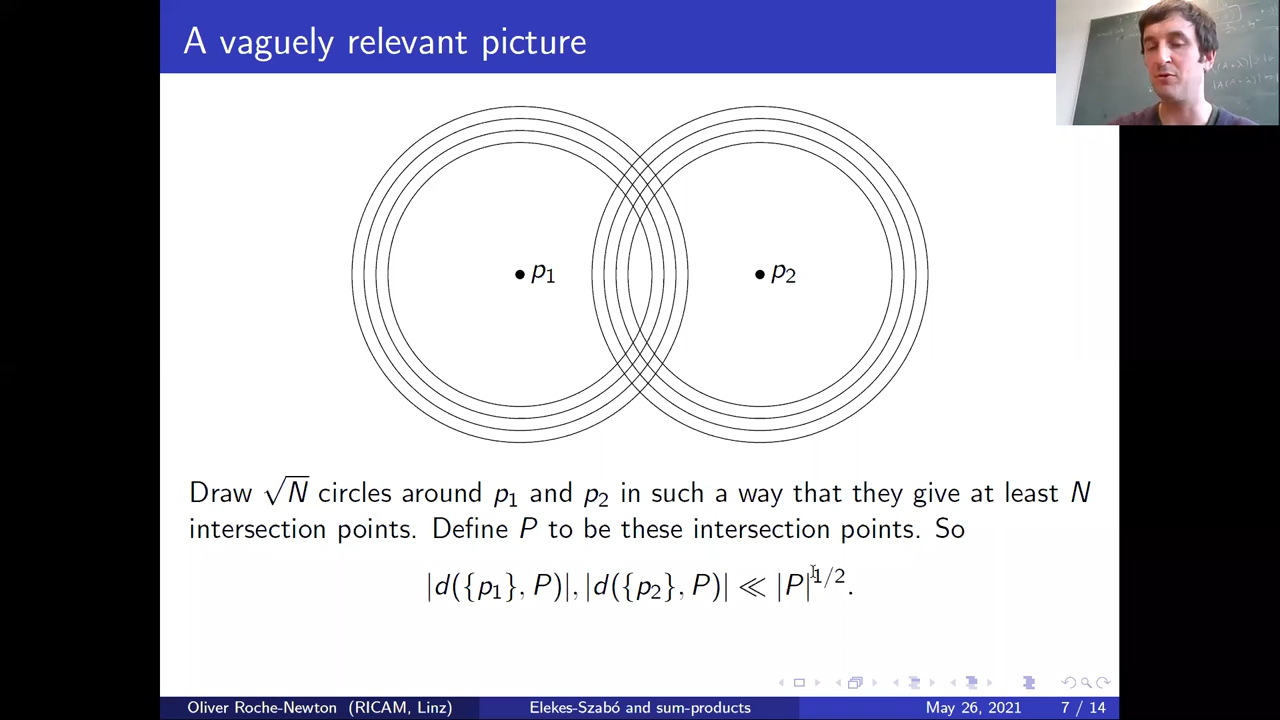 A vaguely relevant picture
p₁
p₂
Draw √N circles around p₁ and p₂ in such a way that they give at least N
intersection points. Define P to be these intersection points. So
|d({p₁}, P)|, |d({p₂}, P)| ≪ |P|^{1/2}.
Oliver Roche-Newton (RICAM, Linz) Elekes-Szabó and sum-products May 26, 2021 7 / 14